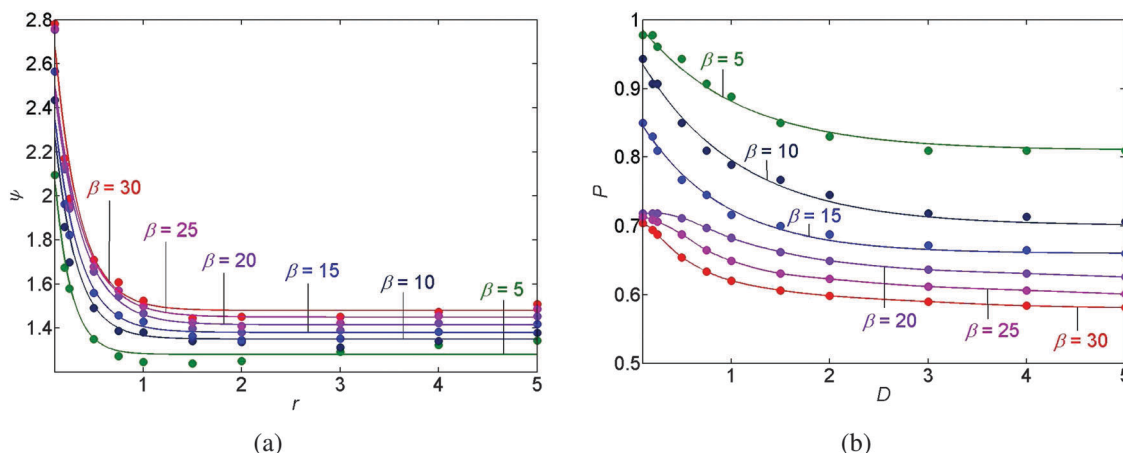 2.8
2.4
2.2
2
1.8
1.6
1.4
ψ
β = 30
β = 25
β = 20
β = 15
β = 10
β = 5
1 2 3 4 5
r
(a)
1
0.9
0.8
0.7
0.6
0.5
P
β = 5
β = 10
β = 15
β = 20
β = 25
β = 30
1 2 3 4 5
D
(b)